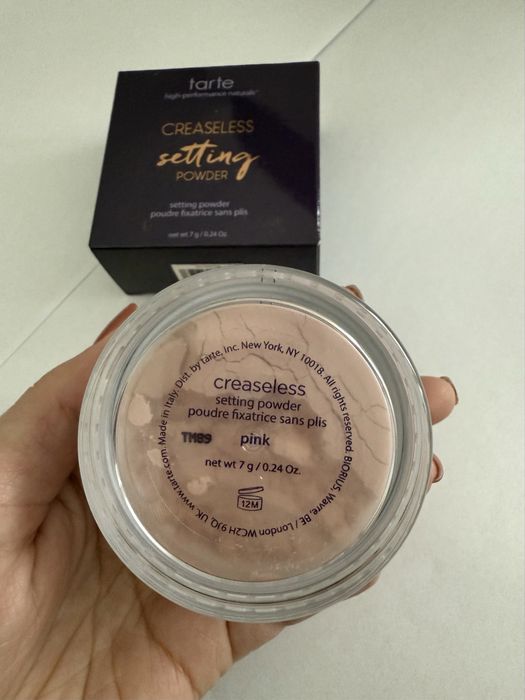 tarte
high-performance naturals™
CREASELESS
setting
POWDER
setting powder
poudre fixatrice sans plis
net wt 7 g / 0.24 Oz.
creaseless
setting powder
poudre fixatrice sans plis
TM89 pink
net wt 7 g / 0.24 Oz.
12M
www.tarte.com. Made in Italy. Dist. by tarte, inc. New York, NY 10018. All rights reserved. BIORIUS, Wavre, BE / London WC2H 9JQ, UK.